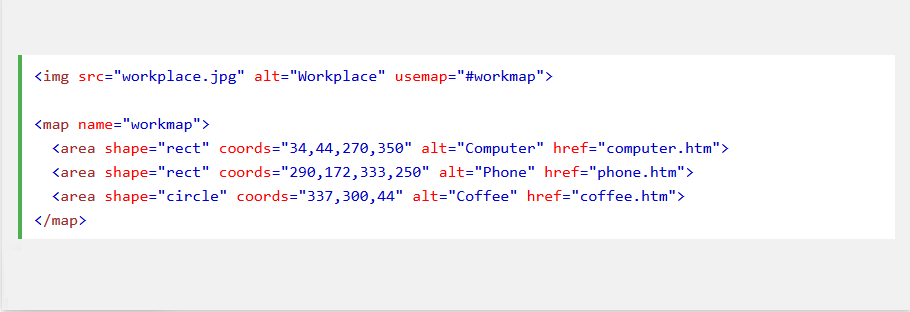 <img src="workplace.jpg" alt="Workplace" usemap="#workmap">

<map name="workmap">
  <area shape="rect" coords="34,44,270,350" alt="Computer" href="computer.htm">
  <area shape="rect" coords="290,172,333,250" alt="Phone" href="phone.htm">
  <area shape="circle" coords="337,300,44" alt="Coffee" href="coffee.htm">
</map>